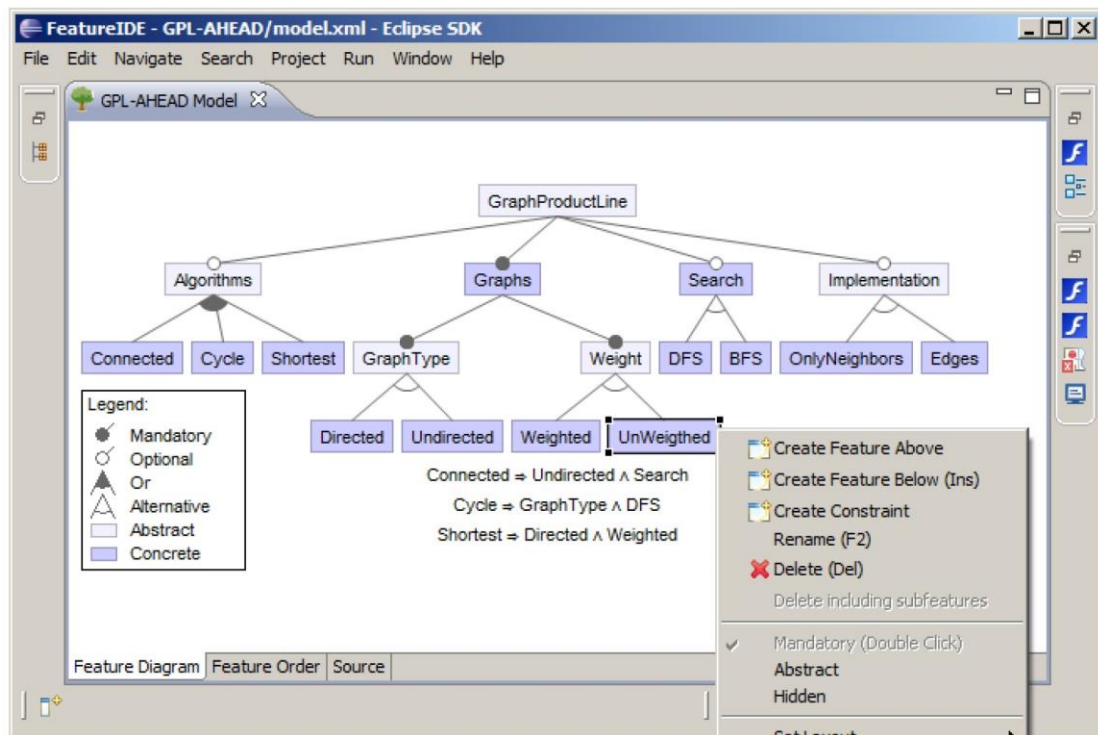 FeatureIDE - GPL-AHEAD/model.xml - Eclipse SDK
File Edit Navigate Search Project Run Window Help
GPL-AHEAD Model
GraphProductLine
Algorithms Graphs Search Implementation
Connected Cycle Shortest GraphType Weight DFS BFS OnlyNeighbors Edges
Legend:
Mandatory
Optional
Or
Alternative
Abstract
Concrete
Directed Undirected Weighted UnWeigthed
Connected ⇒ Undirected ∧ Search
Cycle ⇒ GraphType ∧ DFS
Shortest ⇒ Directed ∧ Weighted
Create Feature Above
Create Feature Below (Ins)
Create Constraint
Rename (F2)
Delete (Del)
Delete including subfeatures
Mandatory (Double Click)
Abstract
Hidden
Set Layout
Feature Diagram Feature Order Source